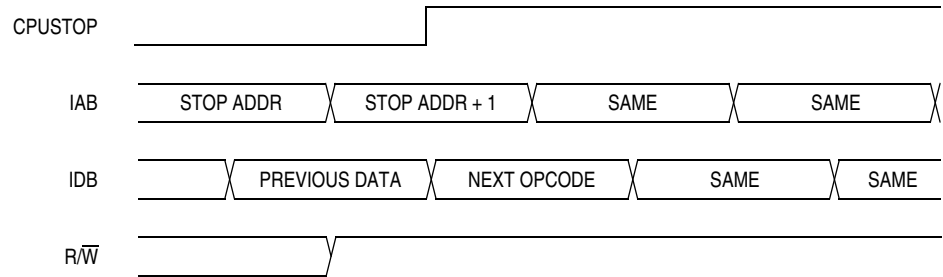 CPUSTOP
IAB STOP ADDR STOP ADDR + 1 SAME SAME
IDB PREVIOUS DATA NEXT OPCODE SAME SAME
R/W̅